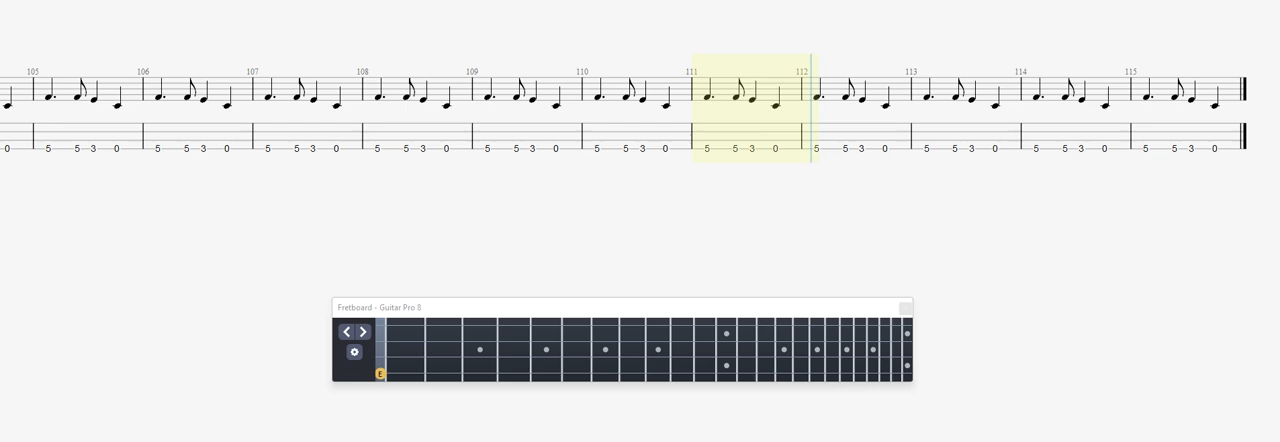 105 106 107 108 109 110 111 112 113 114 115
0 5 5 3 0 5 5 3 0 5 5 3 0 5 5 3 0 5 5 3 0 5 5 3 0 5 5 3 0 5 5 3 0 5 5 3 0 5 5 3 0 5 5 3 0
Fretboard - Guitar Pro 8
E